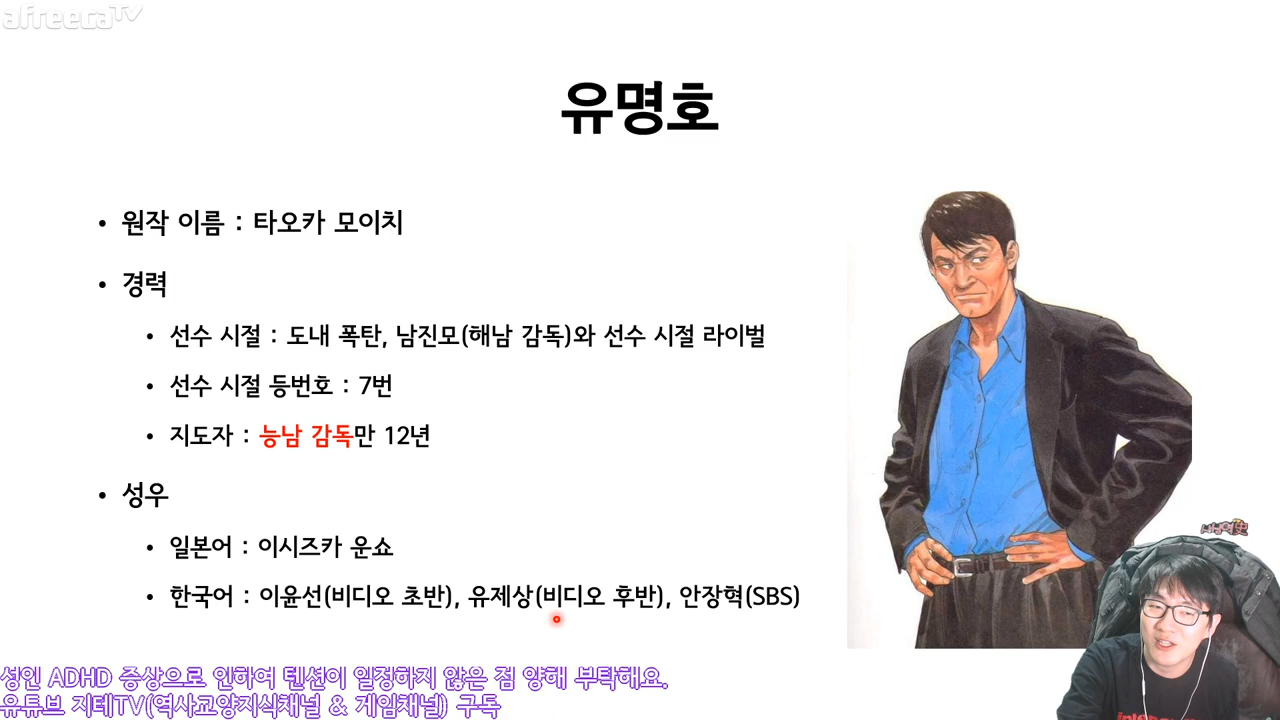 afreecaTV
유명호
• 원작 이름 : 타오카 모이치
• 경력
• 선수 시절 : 도내 폭탄, 남진모(해남 감독)와 선수 시절 라이벌
• 선수 시절 등번호 : 7번
• 지도자 : 능남 감독만 12년
• 성우
• 일본어 : 이시즈카 운쇼
• 한국어 : 이윤선(비디오 초반), 유제상(비디오 후반), 안장혁(SBS)
성인 ADHD 증상으로 인하여 텐션이 일정하지 않은 점 양해 부탁해요.
유튜브 지테TV(역사교양지식채널 & 게임채널) 구독